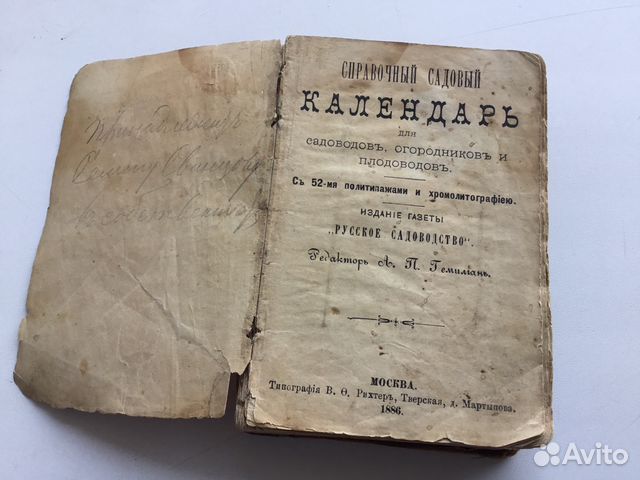 СПРАВОЧНЫЙ САДОВЫЙ
КАЛЕНДАРЬ
для
САДОВОДОВЪ, ОГОРОДНИКОВЪ И
ПЛОДОВОДОВЪ.
Съ 52-мя политипажами и хромолитографіею.
ИЗДАНІЕ ГАЗЕТЫ
„РУССКОЕ САДОВОДСТВО".
Редакторъ А. П. Гемиліанъ.
МОСКВА.
Типографія В. Ѳ. Рихтеръ, Тверская, д. Мартынова.
1886.
Avito